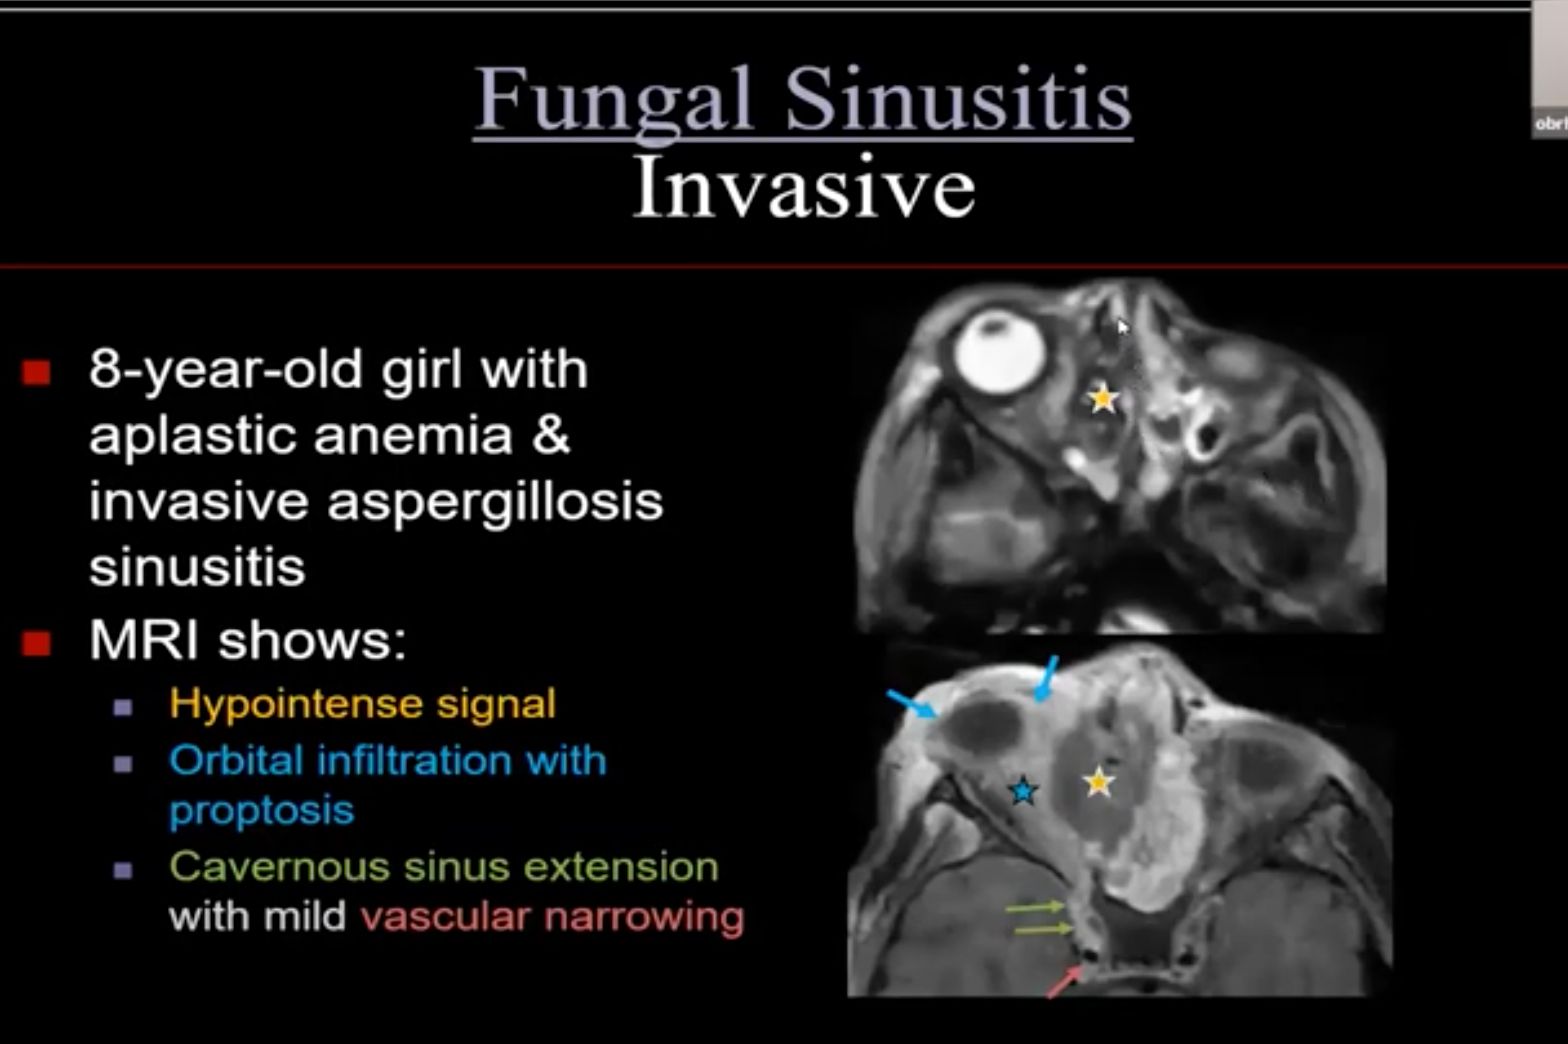 Fungal Sinusitis
Invasive
8-year-old girl with
aplastic anemia &
invasive aspergillosis
sinusitis
MRI shows:
Hypointense signal
Orbital infiltration with
proptosis
Cavernous sinus extension
with mild vascular narrowing